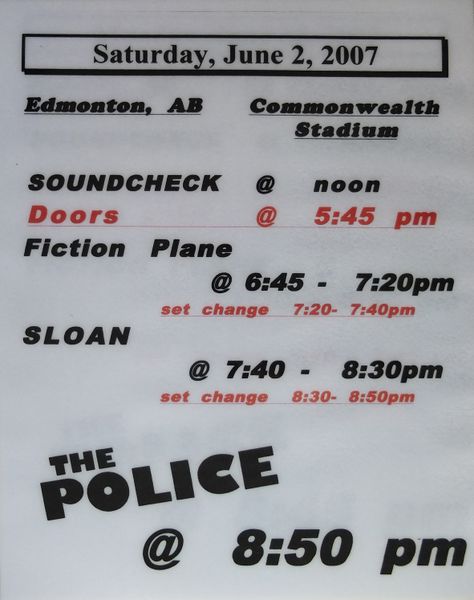 Saturday, June 2, 2007
Edmonton, AB Commonwealth
Stadium
SOUNDCHECK @ noon
Doors @ 5:45 pm
Fiction Plane
@ 6:45 - 7:20pm
set change 7:20- 7:40pm
SLOAN
@ 7:40 - 8:30pm
set change 8:30- 8:50pm
THE
POLICE
@ 8:50 pm